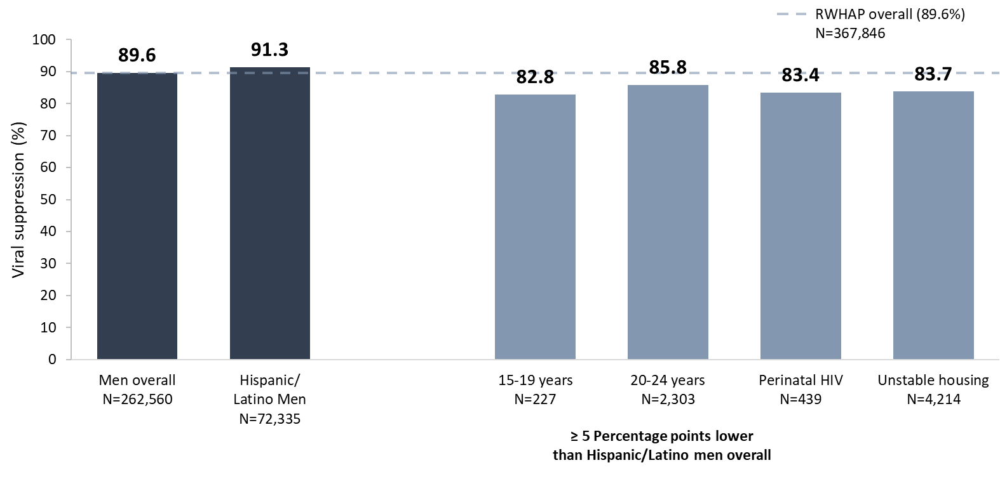 RWHAP overall (89.6%)
N=367,846
Viral suppression (%)
100
90
80
70
60
50
40
30
20
10
0
89.6
91.3
82.8
85.8
83.4
83.7
Men overall
N=262,560
Hispanic/
Latino Men
N=72,335
15-19 years
N=227
20-24 years
N=2,303
Perinatal HIV
N=439
Unstable housing
N=4,214
≥ 5 Percentage points lower
than Hispanic/Latino men overall